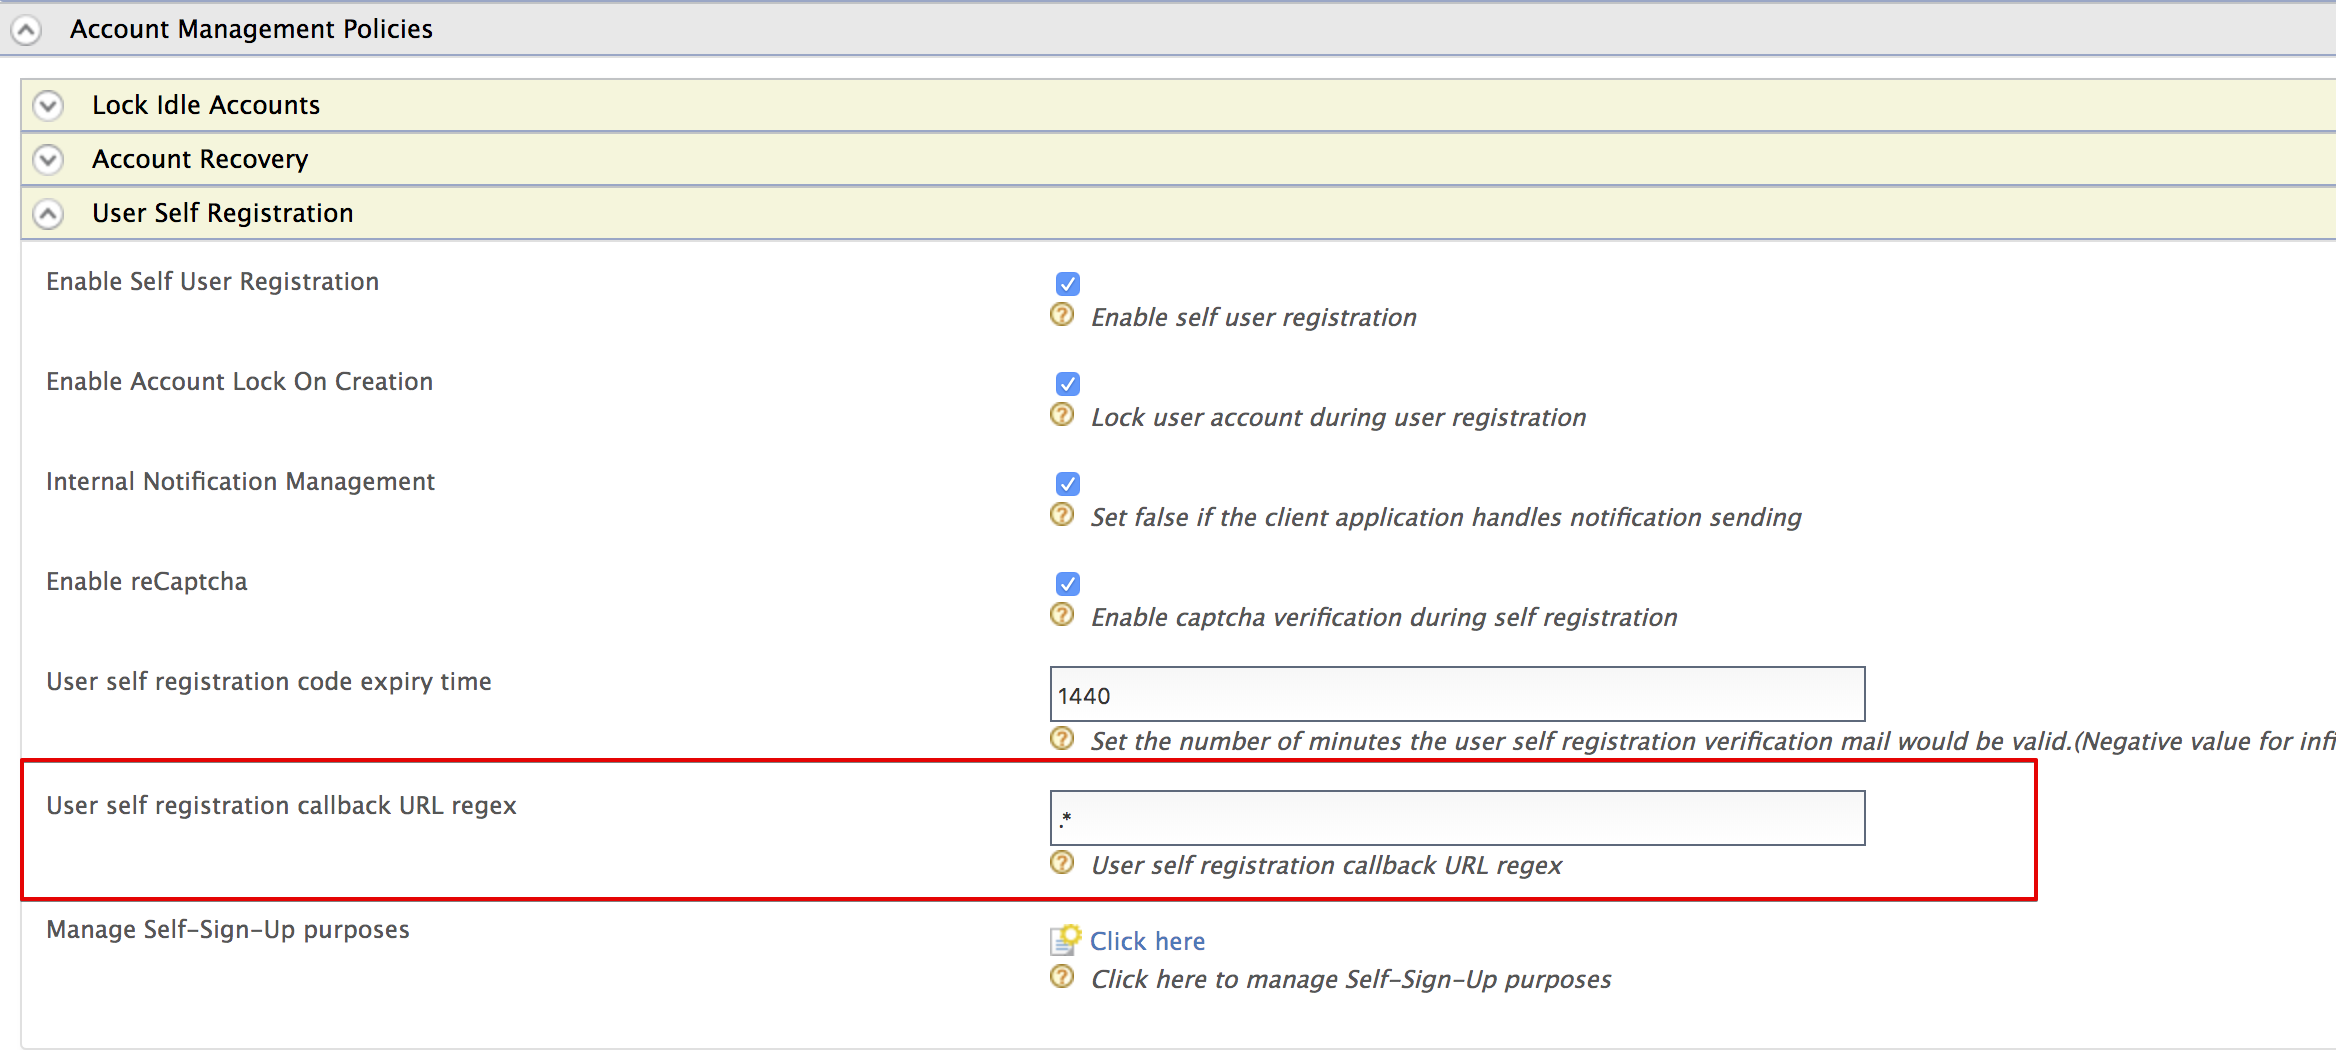 Account Management Policies
Lock Idle Accounts
Account Recovery
User Self Registration
Enable Self User Registration
Enable self user registration
Enable Account Lock On Creation
Lock user account during user registration
Internal Notification Management
Set false if the client application handles notification sending
Enable reCaptcha
Enable captcha verification during self registration
User self registration code expiry time
1440
Set the number of minutes the user self registration verification mail would be valid.(Negative value for infi
User self registration callback URL regex
.*
User self registration callback URL regex
Manage Self-Sign-Up purposes
Click here
Click here to manage Self-Sign-Up purposes